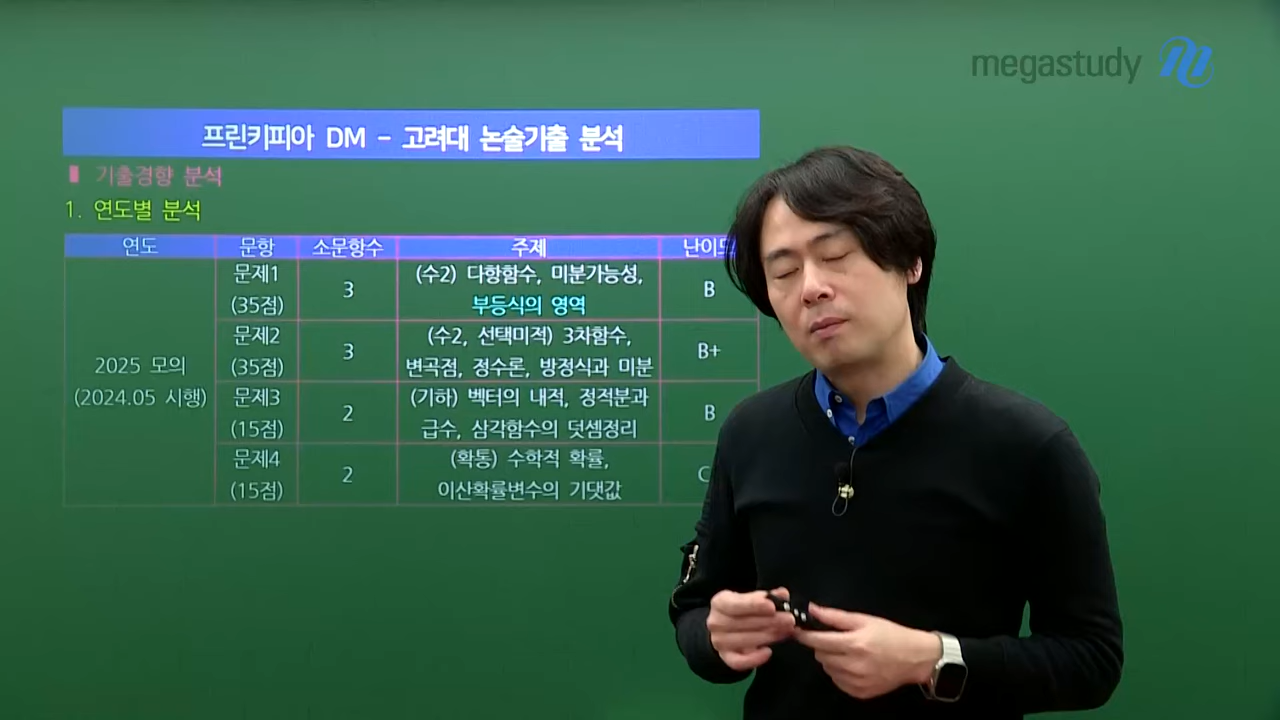 megastudy
프린키피아 DM - 고려대 논술기출 분석
기출경향 분석
1. 연도별 분석
연도 문항 소문항수 주제 난이도
2025 모의
(2024.05 시행)
문제1
(35점)
3
(수2) 다항함수, 미분가능성,
부등식의 영역
B
문제2
(35점)
3
(수2, 선택미적) 3차함수,
변곡점, 정수론, 방정식과 미분
B+
문제3
(15점)
2
(기하) 벡터의 내적, 정적분과
급수, 삼각함수의 덧셈정리
B
문제4
(15점)
2
(확통) 수학적 확률,
이산확률변수의 기댓값